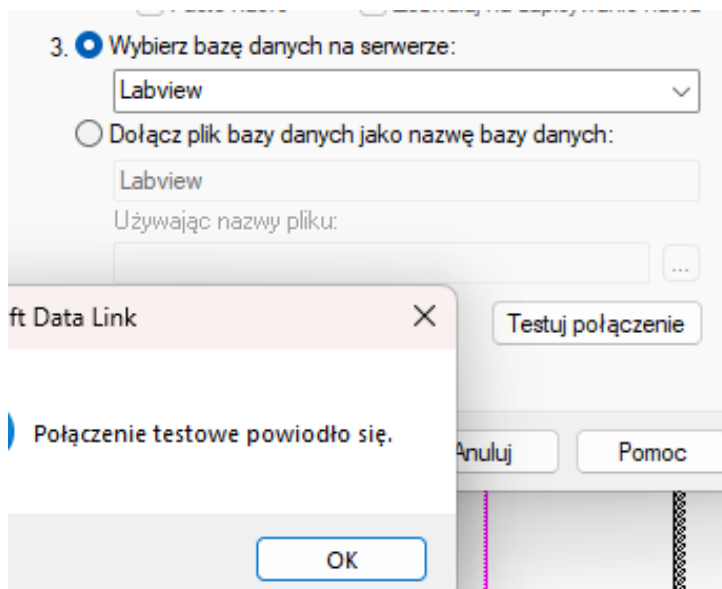 3. Wybierz bazę danych na serwerze:
Labview
Dołącz plik bazy danych jako nazwę bazy danych:
Labview
Używając nazwy pliku:
...
ft Data Link
Testuj połączenie
Połączenie testowe powiodło się.
Anuluj
Pomoc
OK